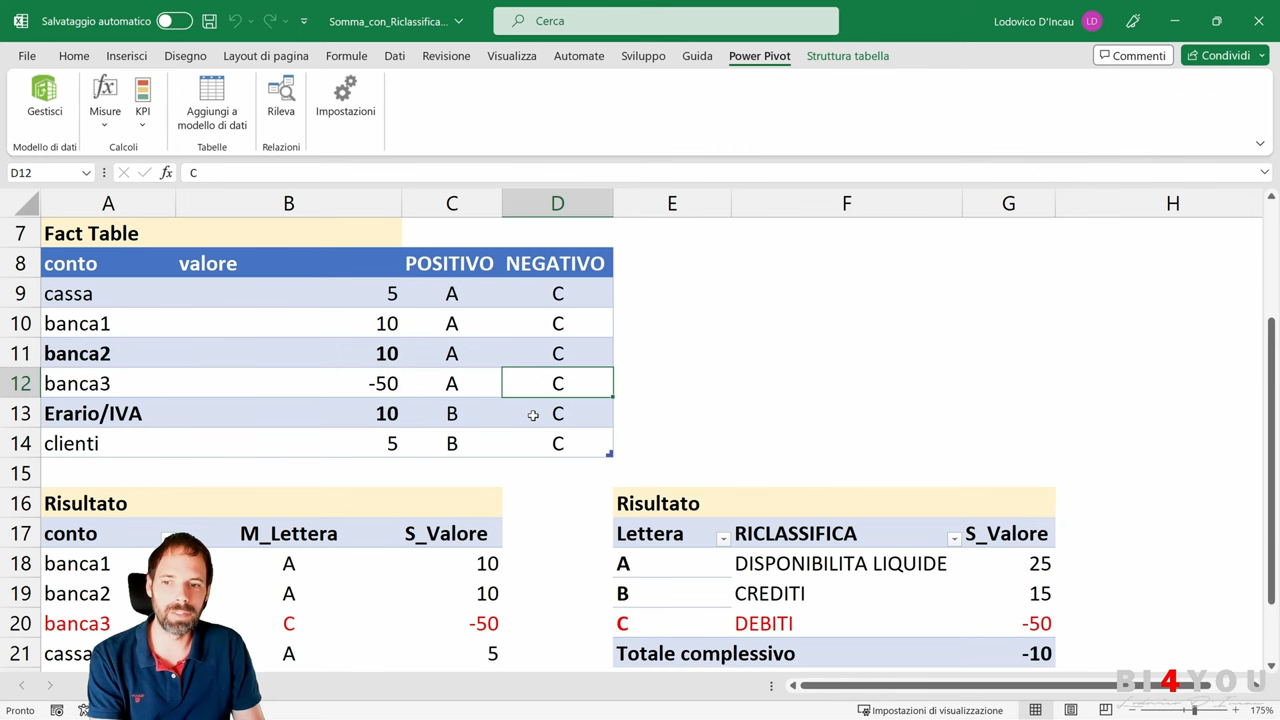 Salvataggio automatico
Somma_con_Riclassifica...
Cerca
Lodovico D'Incau
LD
File Home Inserisci Disegno Layout di pagina Formule Dati Revisione Visualizza Automate Sviluppo Guida Power Pivot Struttura tabella
Commenti
Condividi
Gestisci
Misure
KPI
Aggiungi a
modello di dati
Rileva
Impostazioni
Modello di dati
Calcoli
Tabelle
Relazioni
D12
fx
C
A B C D E F G H
7 Fact Table
8 conto valore POSITIVO NEGATIVO
9 cassa 5 A C
10 banca1 10 A C
11 banca2 10 A C
12 banca3 -50 A C
13 Erario/IVA 10 B C
14 clienti 5 B C
15
16 Risultato Risultato
17 conto M_Lettera S_Valore Lettera RICLASSIFICA S_Valore
18 banca1 A 10 A DISPONIBILITA LIQUIDE 25
19 banca2 A 10 B CREDITI 15
20 banca3 C -50 C DEBITI -50
21 cassa A 5 Totale complessivo -10
BI4YOU
Pronto
Impostazioni di visualizzazione
175%